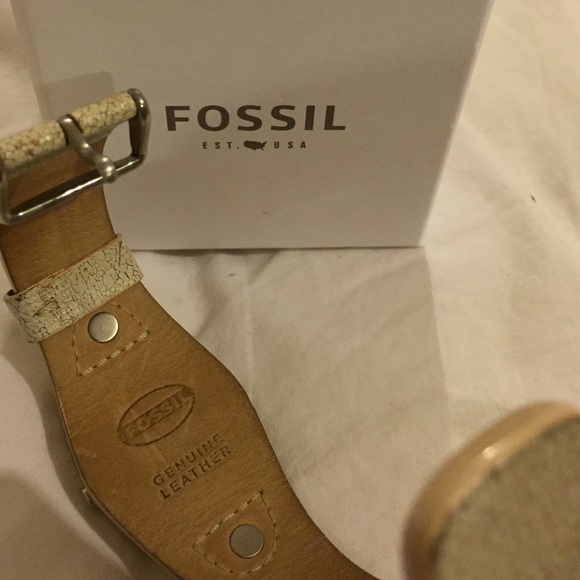 FOSSIL
EST. USA
FOSSIL
GENUINE
LEATHER